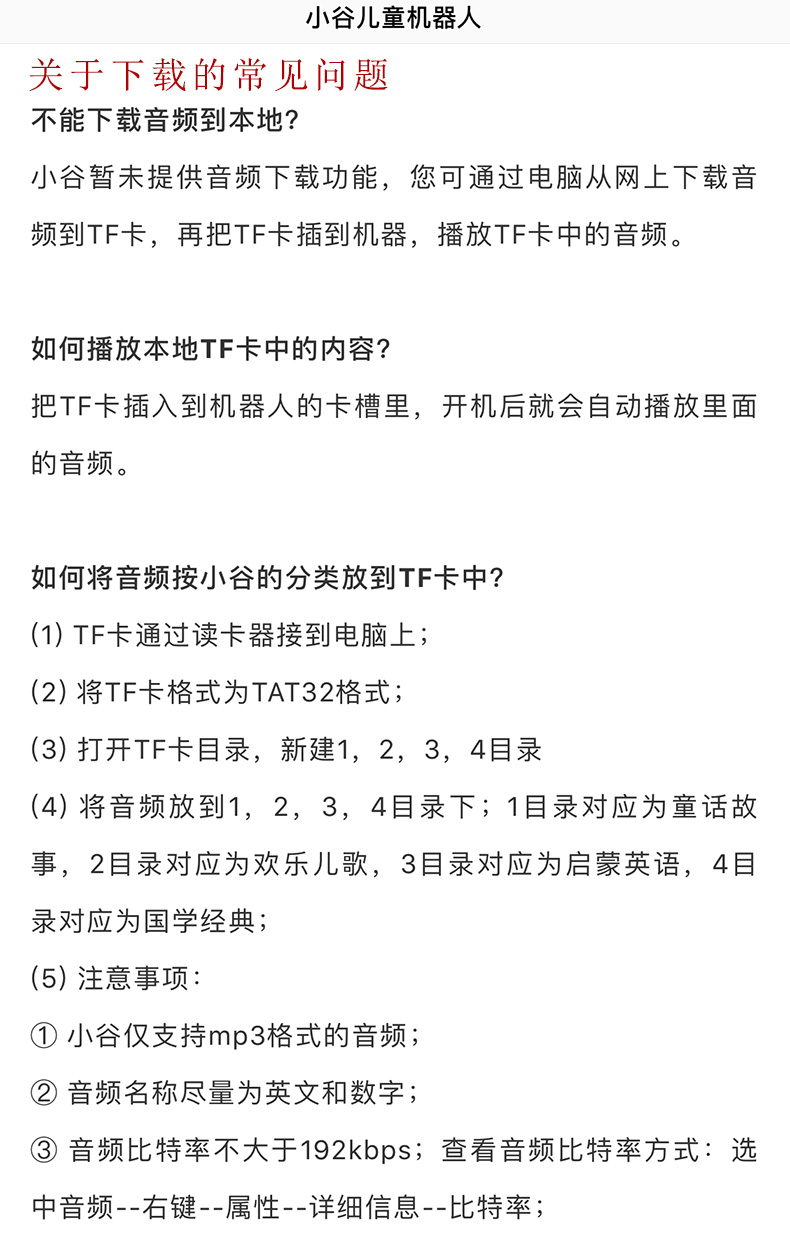 小谷儿童机器人
关于下载的常见问题
不能下载音频到本地？
小谷暂未提供音频下载功能，您可通过电脑从网上下载音
频到TF卡，再把TF卡插到机器，播放TF卡中的音频。
如何播放本地TF卡中的内容？
把TF卡插入到机器人的卡槽里，开机后就会自动播放里面
的音频。
如何将音频按小谷的分类放到TF卡中？
(1) TF卡通过读卡器接到电脑上；
(2) 将TF卡格式为TAT32格式；
(3) 打开TF卡目录，新建1，2，3，4目录
(4) 将音频放到1，2，3，4目录下；1目录对应为童话故
事，2目录对应为欢乐儿歌，3目录对应为启蒙英语，4目
录对应为国学经典；
(5) 注意事项：
① 小谷仅支持mp3格式的音频；
② 音频名称尽量为英文和数字；
③ 音频比特率不大于192kbps；查看音频比特率方式：选
中音频--右键--属性--详细信息--比特率；